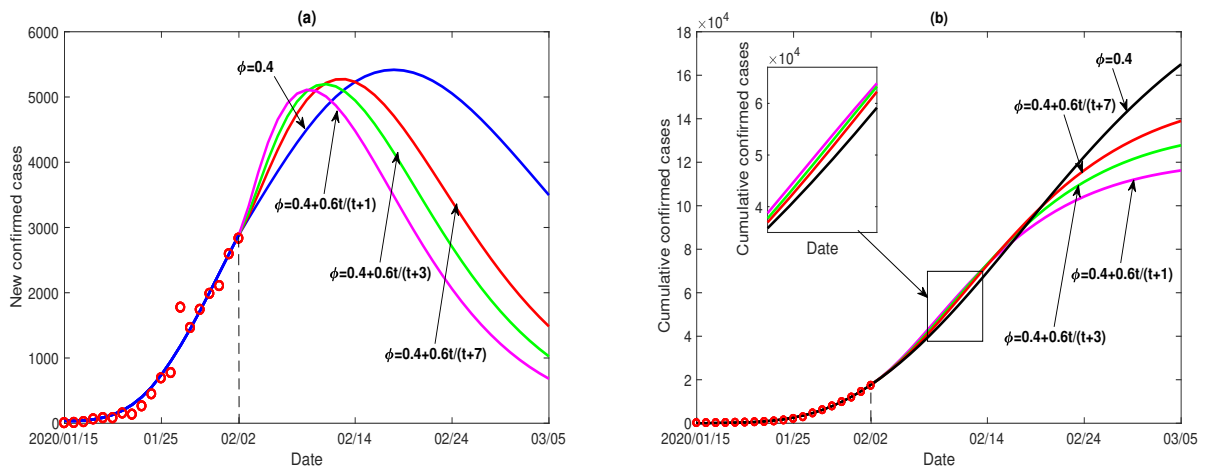 (a)
6000
5000
4000
3000
2000
1000
0
New confirmed cases
ϕ=0.4
ϕ=0.4+0.6t/(t+1)
ϕ=0.4+0.6t/(t+3)
ϕ=0.4+0.6t/(t+7)
2020/01/15 01/25 02/02 02/14 02/24 03/05
Date
(b)
×10⁴
18
16
14
12
10
8
6
4
2
0
Cumulative confirmed cases
×10⁴
6
5
4
Cumulative confirmed cases
Date
ϕ=0.4
ϕ=0.4+0.6t/(t+7)
ϕ=0.4+0.6t/(t+1)
ϕ=0.4+0.6t/(t+3)
2020/01/15 01/25 02/02 02/14 02/24 03/05
Date